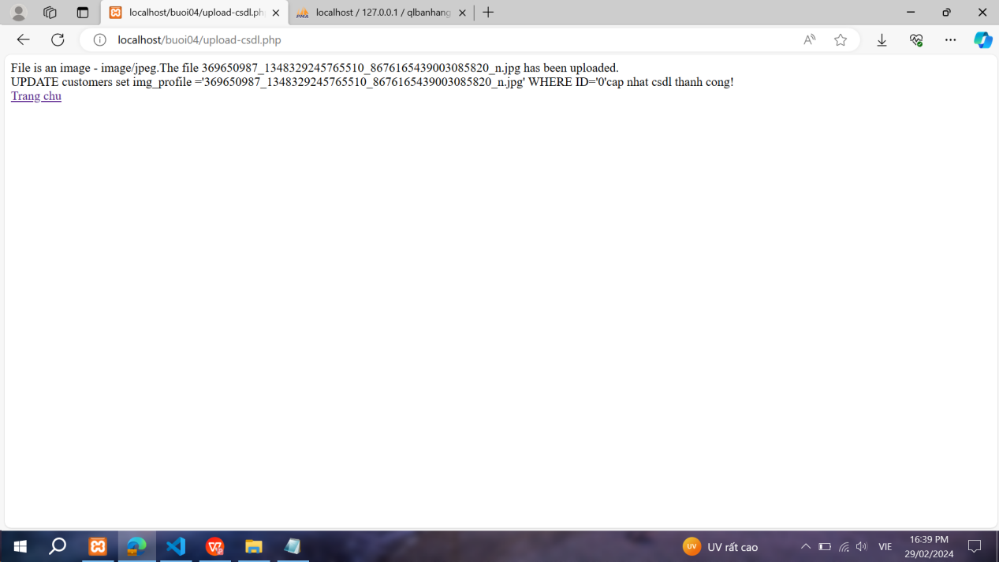 localhost/buoi04/upload-csdl.ph
localhost / 127.0.0.1 / qlbanhang
localhost/buoi04/upload-csdl.php
File is an image - image/jpeg.The file 369650987_1348329245765510_8676165439003085820_n.jpg has been uploaded.
UPDATE customers set img_profile ='369650987_1348329245765510_8676165439003085820_n.jpg' WHERE ID='0'cap nhat csdl thanh cong!
Trang chu
UV UV rất cao
VIE
16:39 PM
29/02/2024